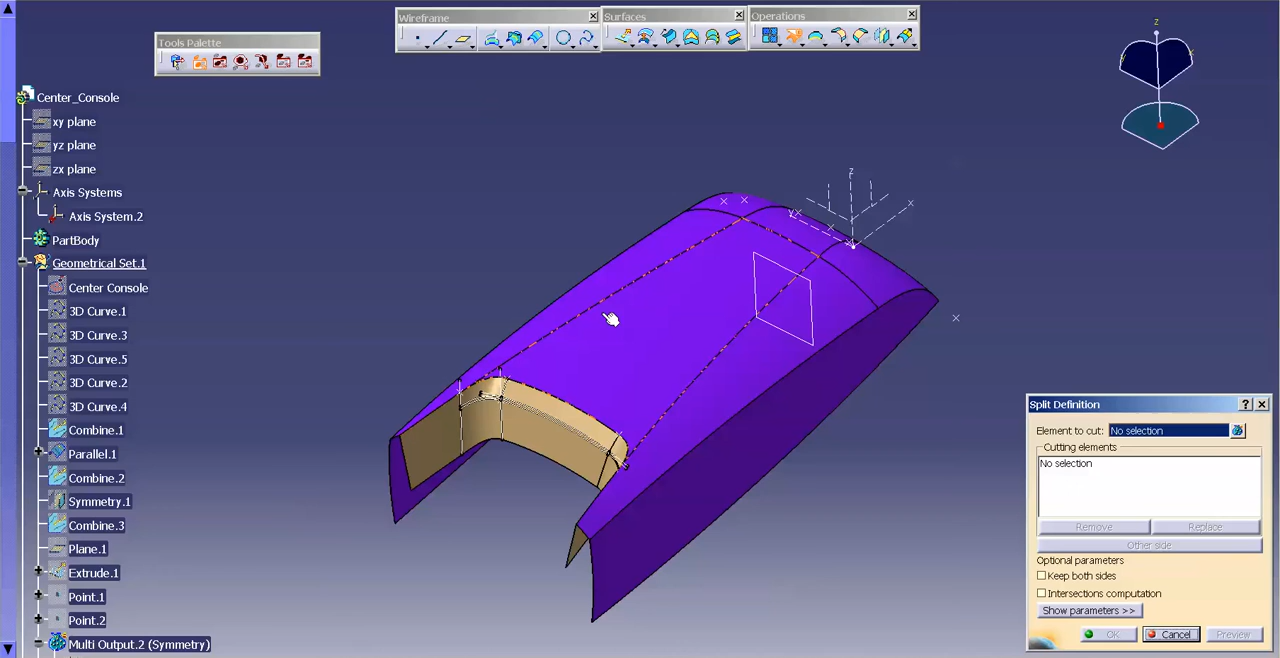 Wireframe
Surfaces
Operations
Tools Palette
Center_Console
xy plane
yz plane
zx plane
Axis Systems
Axis System.2
PartBody
Geometrical Set.1
Center Console
3D Curve.1
3D Curve.3
3D Curve.5
3D Curve.2
3D Curve.4
Combine.1
Parallel.1
Combine.2
Symmetry.1
Combine.3
Plane.1
Extrude.1
Point.1
Point.2
Multi Output.2 (Symmetry)
z
z
x
y
Split Definition
Element to cut: No selection
Cutting elements
No selection
Remove Replace
Other side
Optional parameters
Keep both sides
Intersections computation
Show parameters >>
OK Cancel Preview